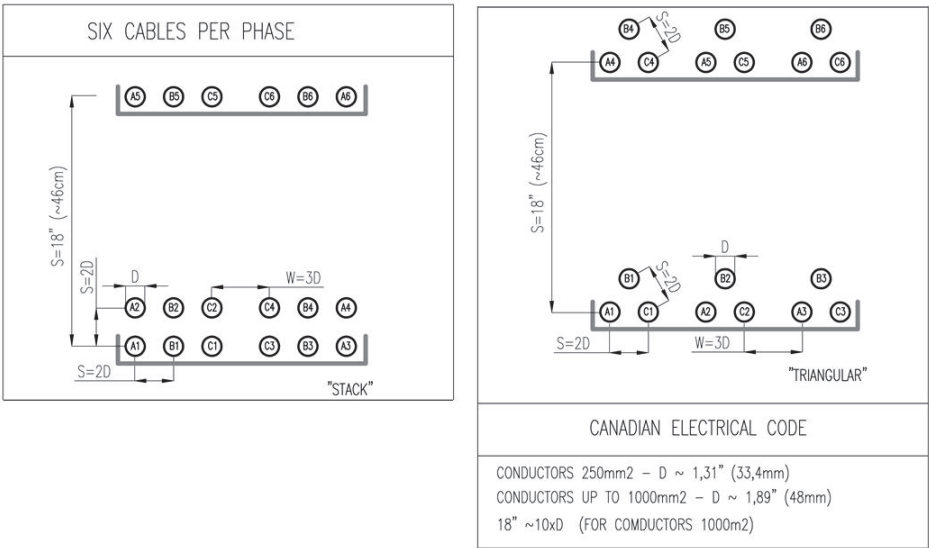 SIX CABLES PER PHASE
A5 B5 C5 C6 B6 A6
S=18" (~46cm)
S=2D
D
W=3D
A2 B2 C2 C4 B4 A4
A1 B1 C1 C3 B3 A3
S=2D
"STACK"
B4 S=2D B5 B6
A4 C4 A5 C5 A6 C6
S=18" (~46cm)
D
B1 S=2D B2 B3
A1 C1 A2 C2 A3 C3
S=2D
W=3D
"TRIANGULAR"
CANADIAN ELECTRICAL CODE
CONDUCTORS 250mm2 – D ~ 1,31" (33,4mm)
CONDUCTORS UP TO 1000mm2 – D ~ 1,89" (48mm)
18" ~10xD (FOR COMDUCTORS 1000m2)